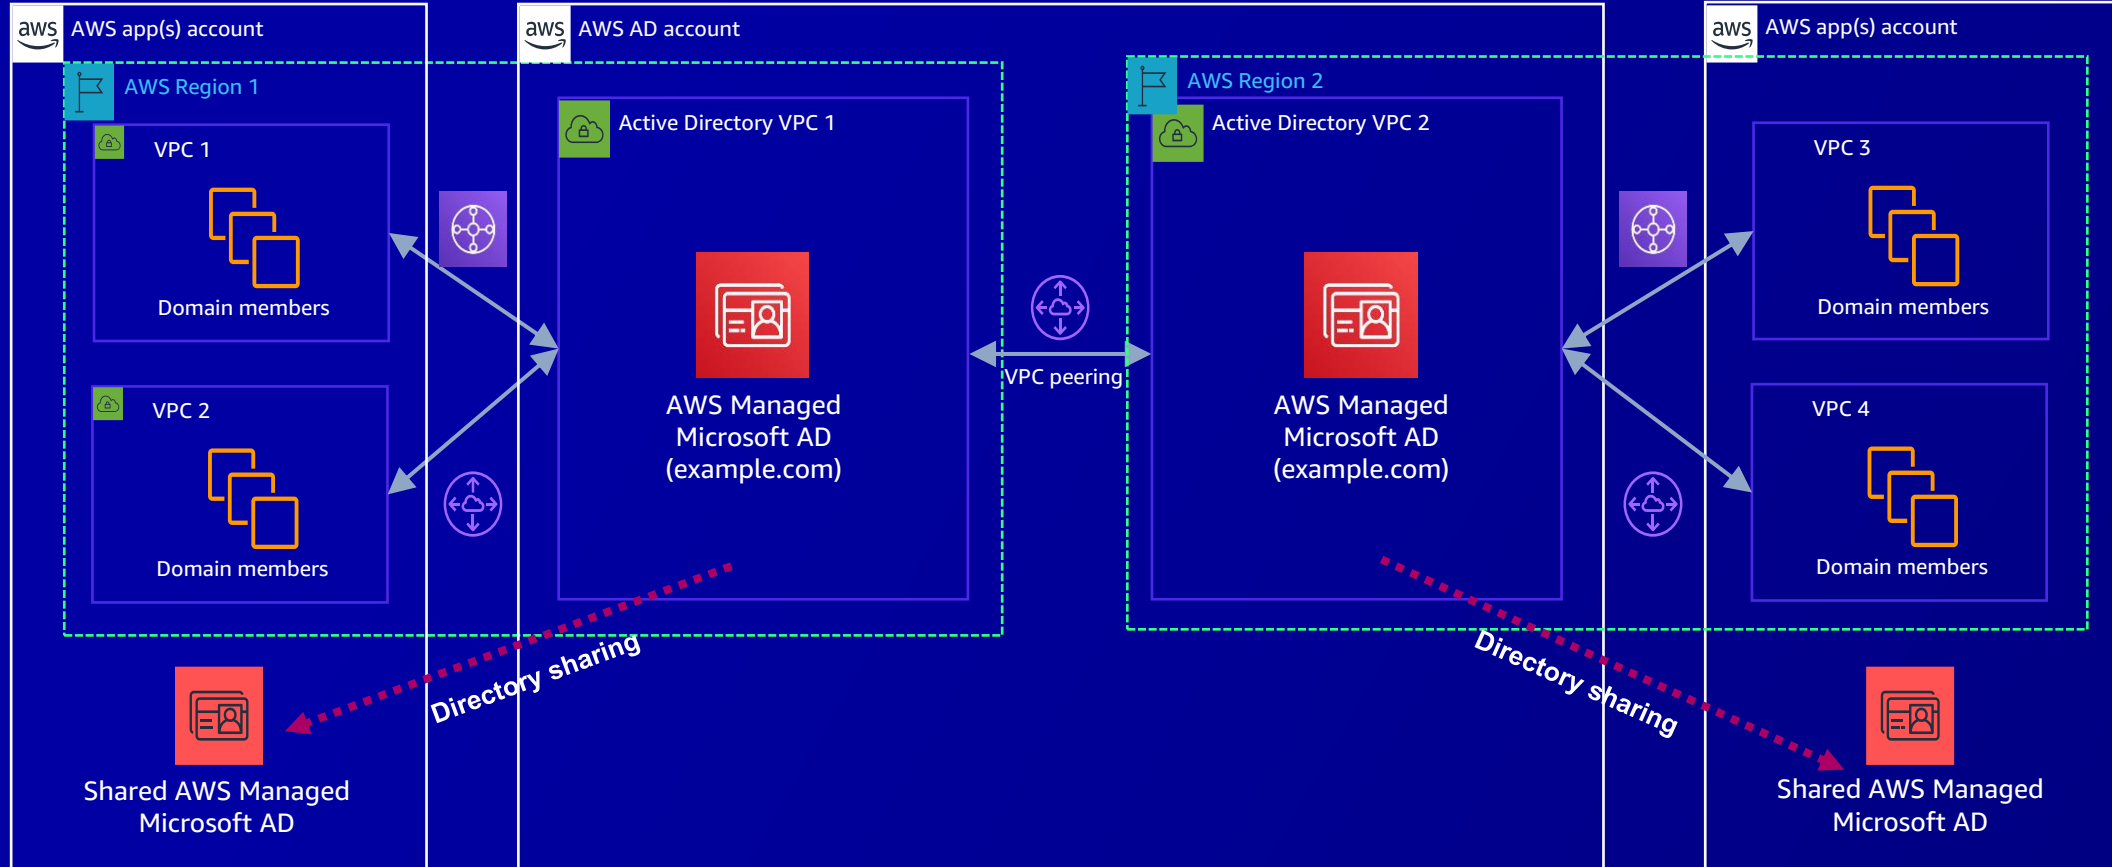 aws AWS app(s) account
AWS Region 1
VPC 1
Domain members
VPC 2
Domain members
Shared AWS Managed
Microsoft AD
aws AWS AD account
Active Directory VPC 1
AWS Managed
Microsoft AD
(example.com)
Directory sharing
VPC peering
AWS Region 2
Active Directory VPC 2
AWS Managed
Microsoft AD
(example.com)
Directory sharing
aws AWS app(s) account
VPC 3
Domain members
VPC 4
Domain members
Shared AWS Managed
Microsoft AD